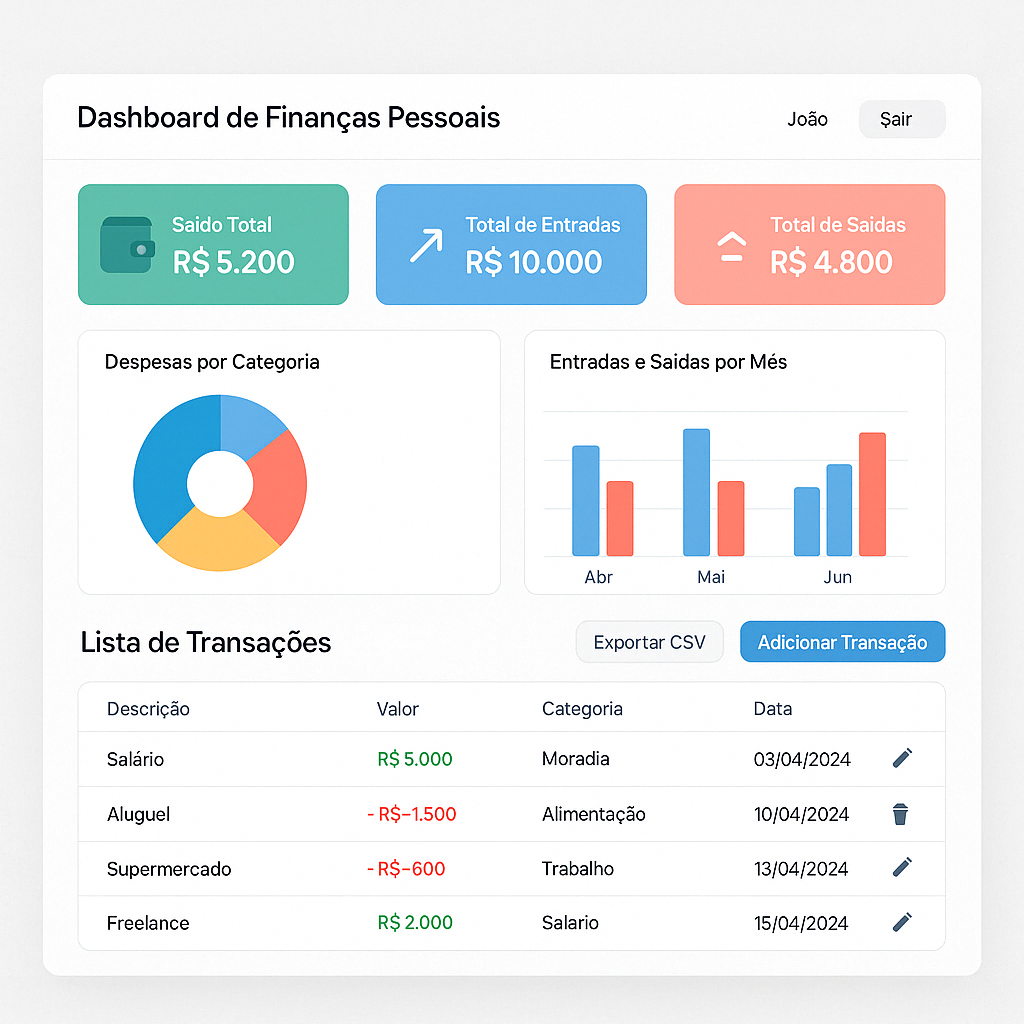 Dashboard de Finanças Pessoais
João
Șair
Saido Total
R$ 5.200
Total de Entradas
R$ 10.000
Total de Saidas
R$ 4.800
Despesas por Categoria
Entradas e Saidas por Més
Abr
Mai
Jun
Lista de Transações
Exportar CSV
Adicionar Transação
Descrição Valor Categoria Data
Salário R$ 5.000 Moradia 03/04/2024
Aluguel - R$−1.500 Alimentação 10/04/2024
Supermercado - R$−600 Trabalho 13/04/2024
Freelance R$ 2.000 Salario 15/04/2024